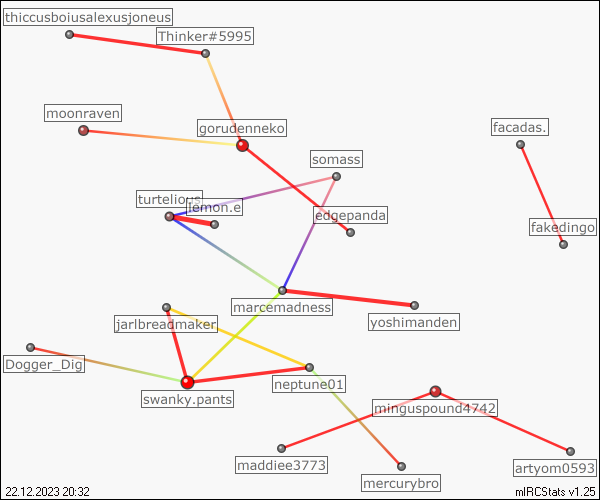 thiccusboiusalexusjoneus
Thinker#5995
moonraven
gorudenneko
facadas.
somass
turtelious
lemon.e
edgepanda
fakedingo
marcemadness
jarlbreadmaker
yoshimanden
Dogger_Dig
neptune01
swanky.pants
minguspound4742
maddiee3773
artyom0593
mercurybro
22.12.2023 20:32
mIRCStats v1.25